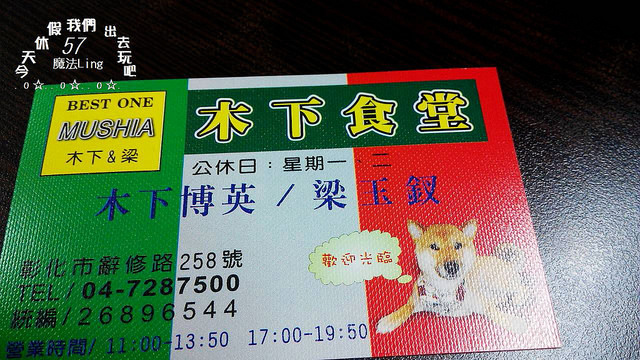 今天休假我們出去玩吧
57
魔法Ling
BEST ONE
MUSHIA
木下&梁
木下食堂
公休日：星期一、二
木下博英 / 梁玉釵
歡迎光臨
彰化市辭修路258號
TEL/04-7287500
統編/26896544
營業時間/ 11:00-13:50 17:00-19:50